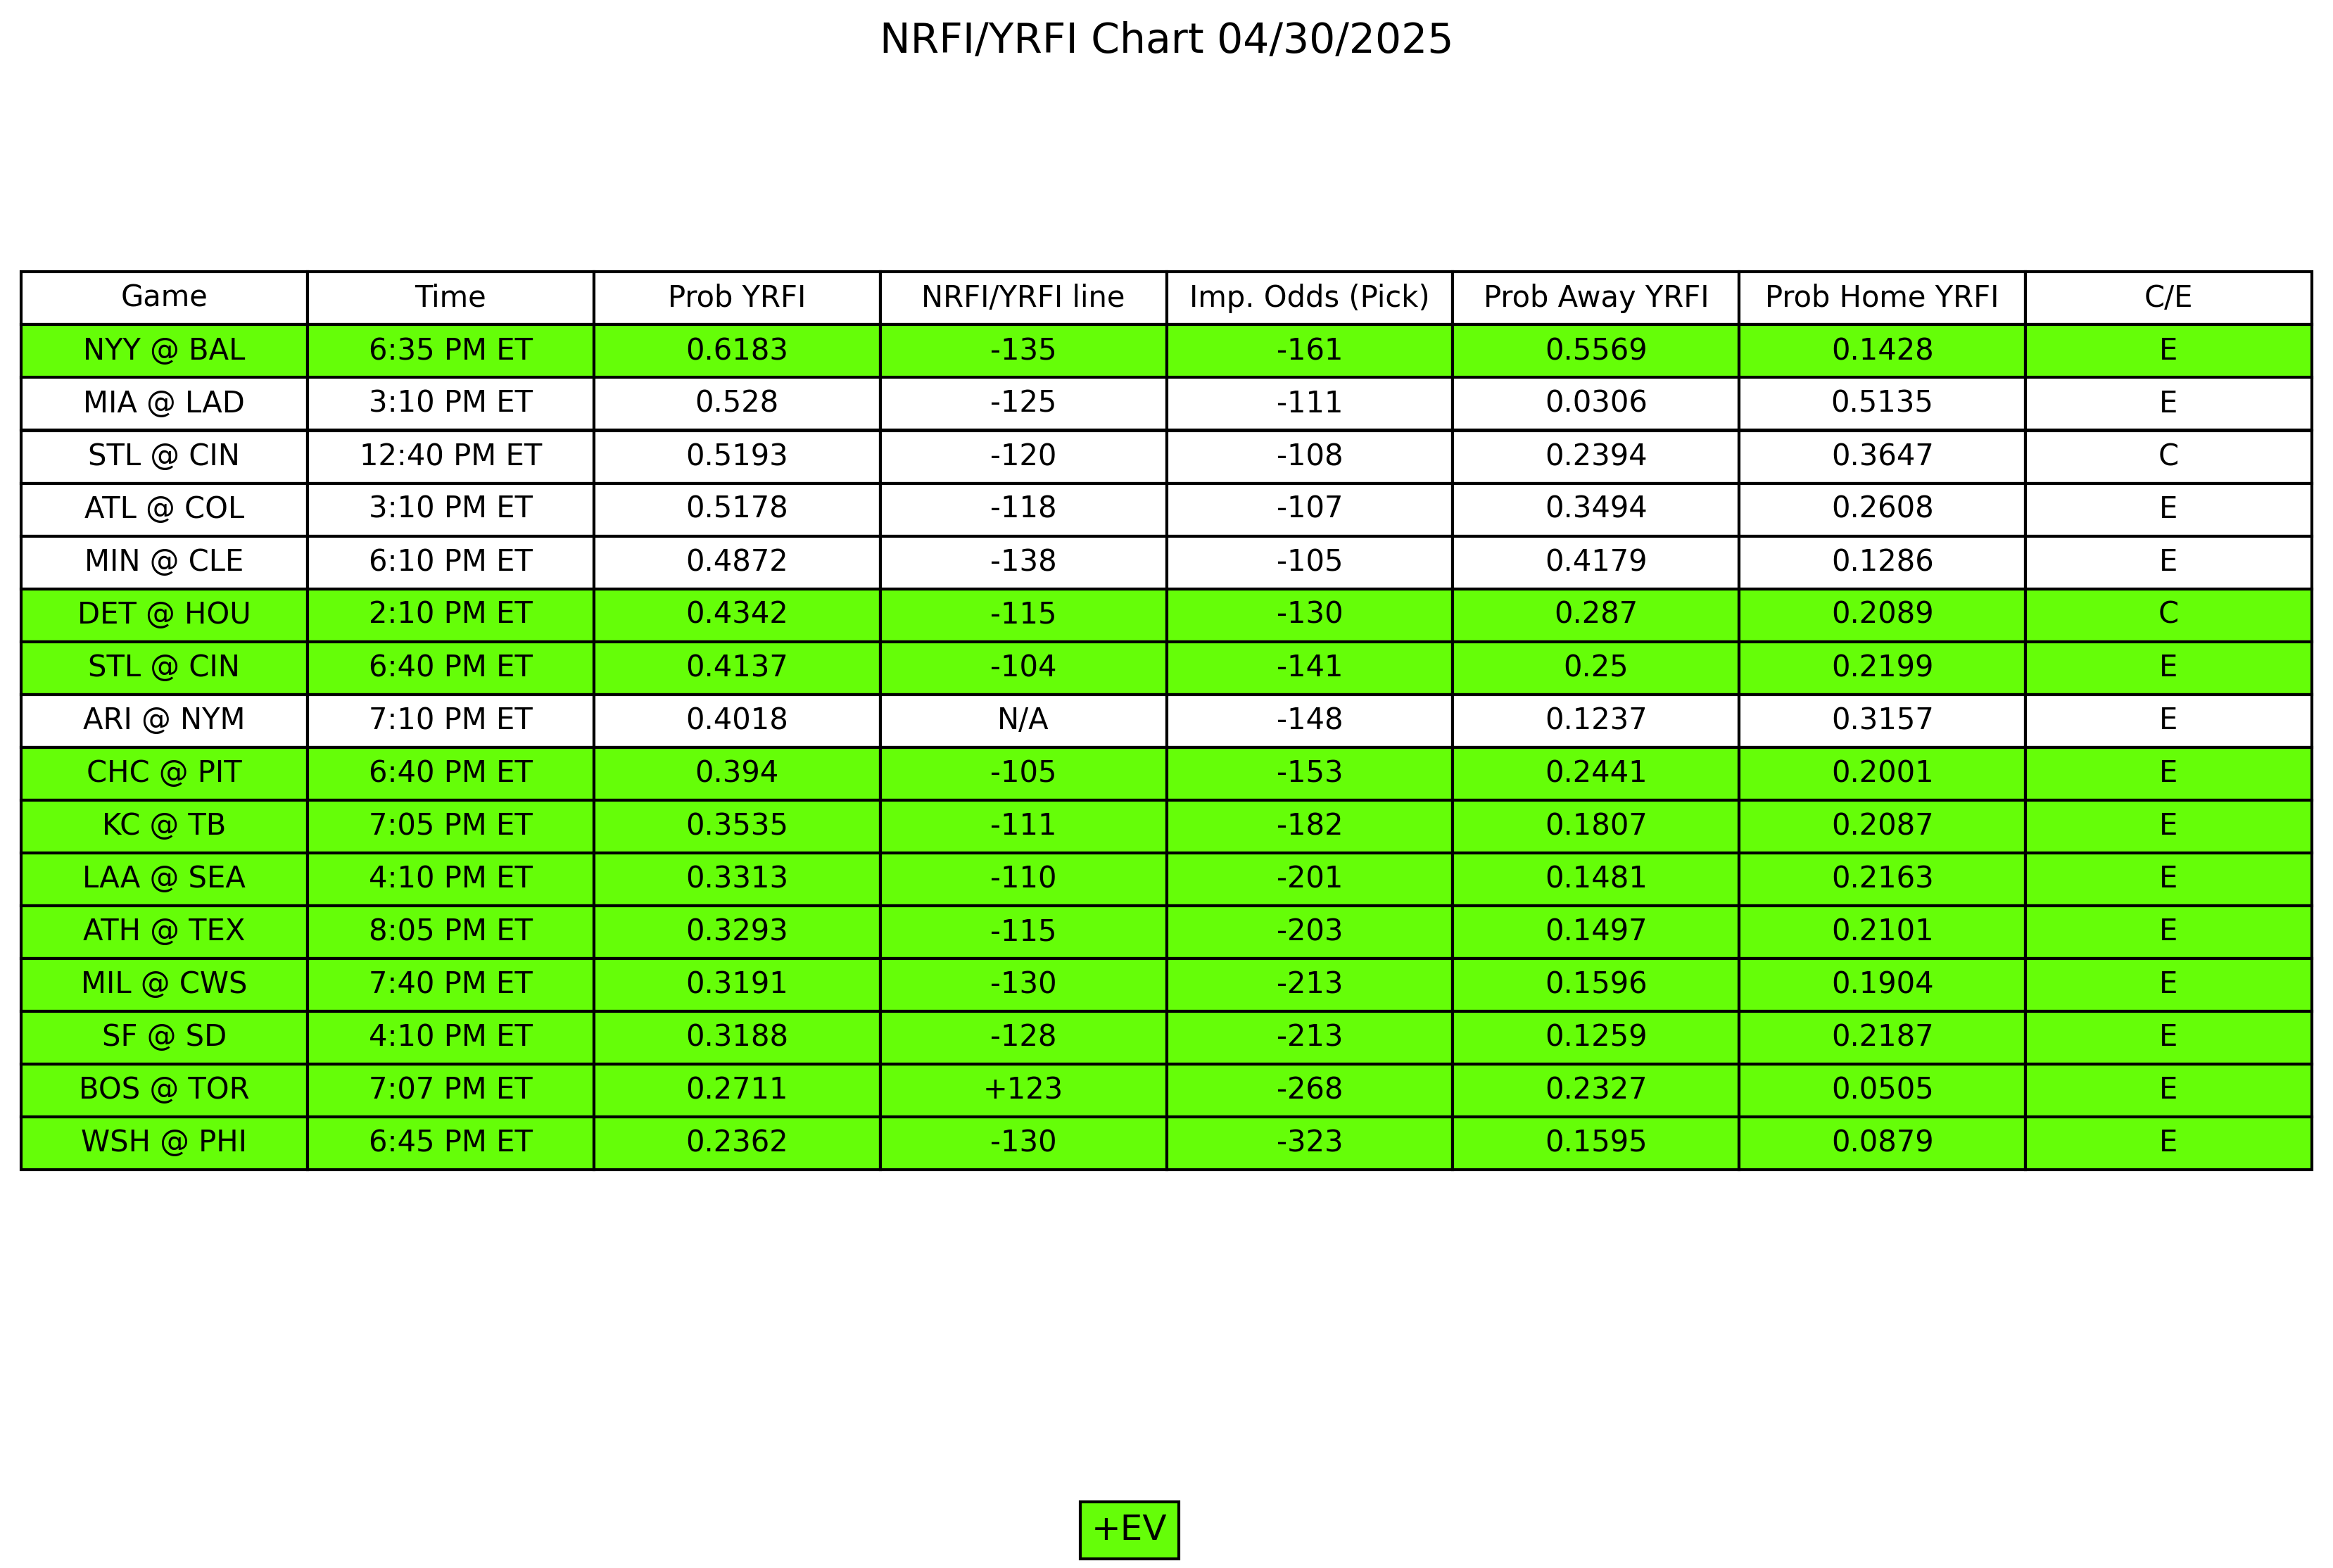 NRFI/YRFI Chart 04/30/2025
Game Time Prob YRFI NRFI/YRFI line Imp. Odds (Pick) Prob Away YRFI Prob Home YRFI C/E
NYY @ BAL 6:35 PM ET 0.6183 -135 -161 0.5569 0.1428 E
MIA @ LAD 3:10 PM ET 0.528 -125 -111 0.0306 0.5135 E
STL @ CIN 12:40 PM ET 0.5193 -120 -108 0.2394 0.3647 C
ATL @ COL 3:10 PM ET 0.5178 -118 -107 0.3494 0.2608 E
MIN @ CLE 6:10 PM ET 0.4872 -138 -105 0.4179 0.1286 E
DET @ HOU 2:10 PM ET 0.4342 -115 -130 0.287 0.2089 C
STL @ CIN 6:40 PM ET 0.4137 -104 -141 0.25 0.2199 E
ARI @ NYM 7:10 PM ET 0.4018 N/A -148 0.1237 0.3157 E
CHC @ PIT 6:40 PM ET 0.394 -105 -153 0.2441 0.2001 E
KC @ TB 7:05 PM ET 0.3535 -111 -182 0.1807 0.2087 E
LAA @ SEA 4:10 PM ET 0.3313 -110 -201 0.1481 0.2163 E
ATH @ TEX 8:05 PM ET 0.3293 -115 -203 0.1497 0.2101 E
MIL @ CWS 7:40 PM ET 0.3191 -130 -213 0.1596 0.1904 E
SF @ SD 4:10 PM ET 0.3188 -128 -213 0.1259 0.2187 E
BOS @ TOR 7:07 PM ET 0.2711 +123 -268 0.2327 0.0505 E
WSH @ PHI 6:45 PM ET 0.2362 -130 -323 0.1595 0.0879 E
+EV